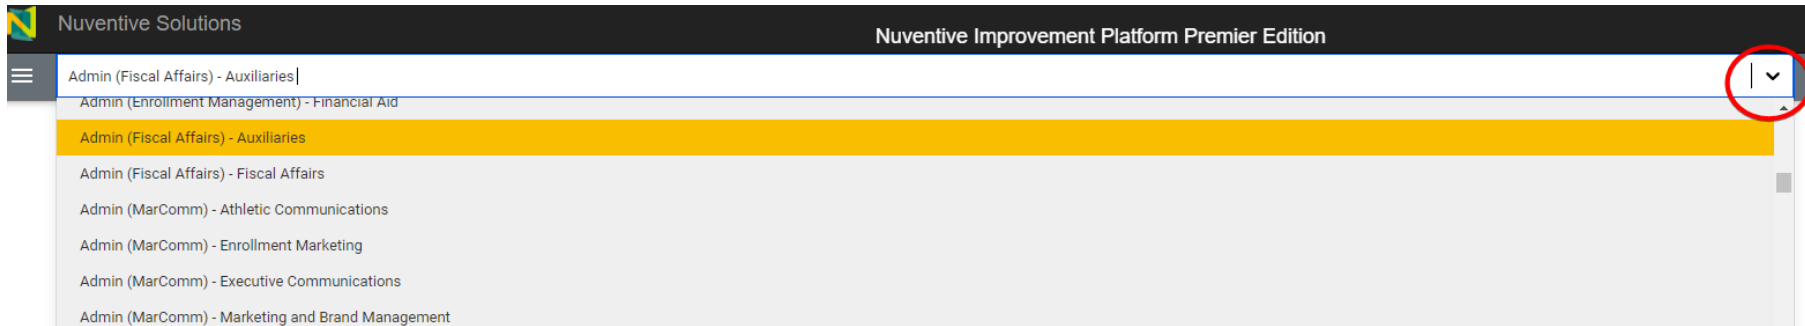 Nuventive Solutions
Nuventive Improvement Platform Premier Edition
Admin (Fiscal Affairs) - Auxiliaries
Admin (Enrollment Management) - Financial Aid
Admin (Fiscal Affairs) - Auxiliaries
Admin (Fiscal Affairs) - Fiscal Affairs
Admin (MarComm) - Athletic Communications
Admin (MarComm) - Enrollment Marketing
Admin (MarComm) - Executive Communications
Admin (MarComm) - Marketing and Brand Management